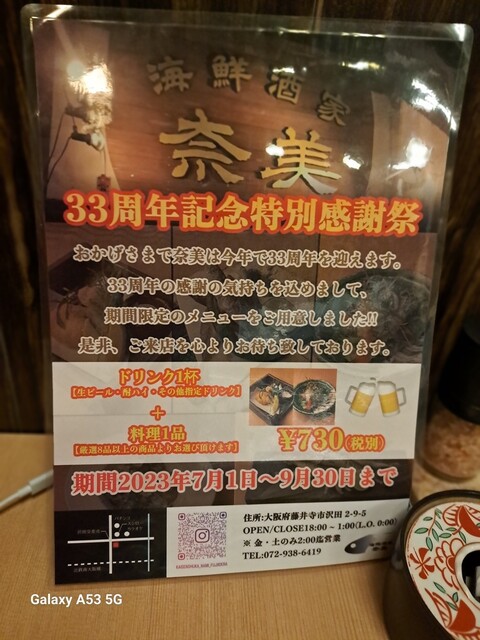 海鮮酒家
奈美
33周年記念特別感謝祭
おかげさまで奈美は今年で33周年を迎えます。
33周年の感謝の気持ちを込めまして、
期間限定のメニューをご用意しました!!
是非、ご来店を心よりお待ち致しております。
ドリンク1杯
【生ビール・酎ハイ・その他指定ドリンク】
+
料理1品
【厳選8品以上の商品よりお選び頂けます】
¥730(税別)
期間2023年7月1日～9月30日まで
住所:大阪府藤井寺市沢田 2-9-5
OPEN/CLOSE18:00 ~ 1:00(L.O. 0:00)
※ 金・土のみ2:00迄営業
TEL:072-938-6419
Galaxy A53 5G